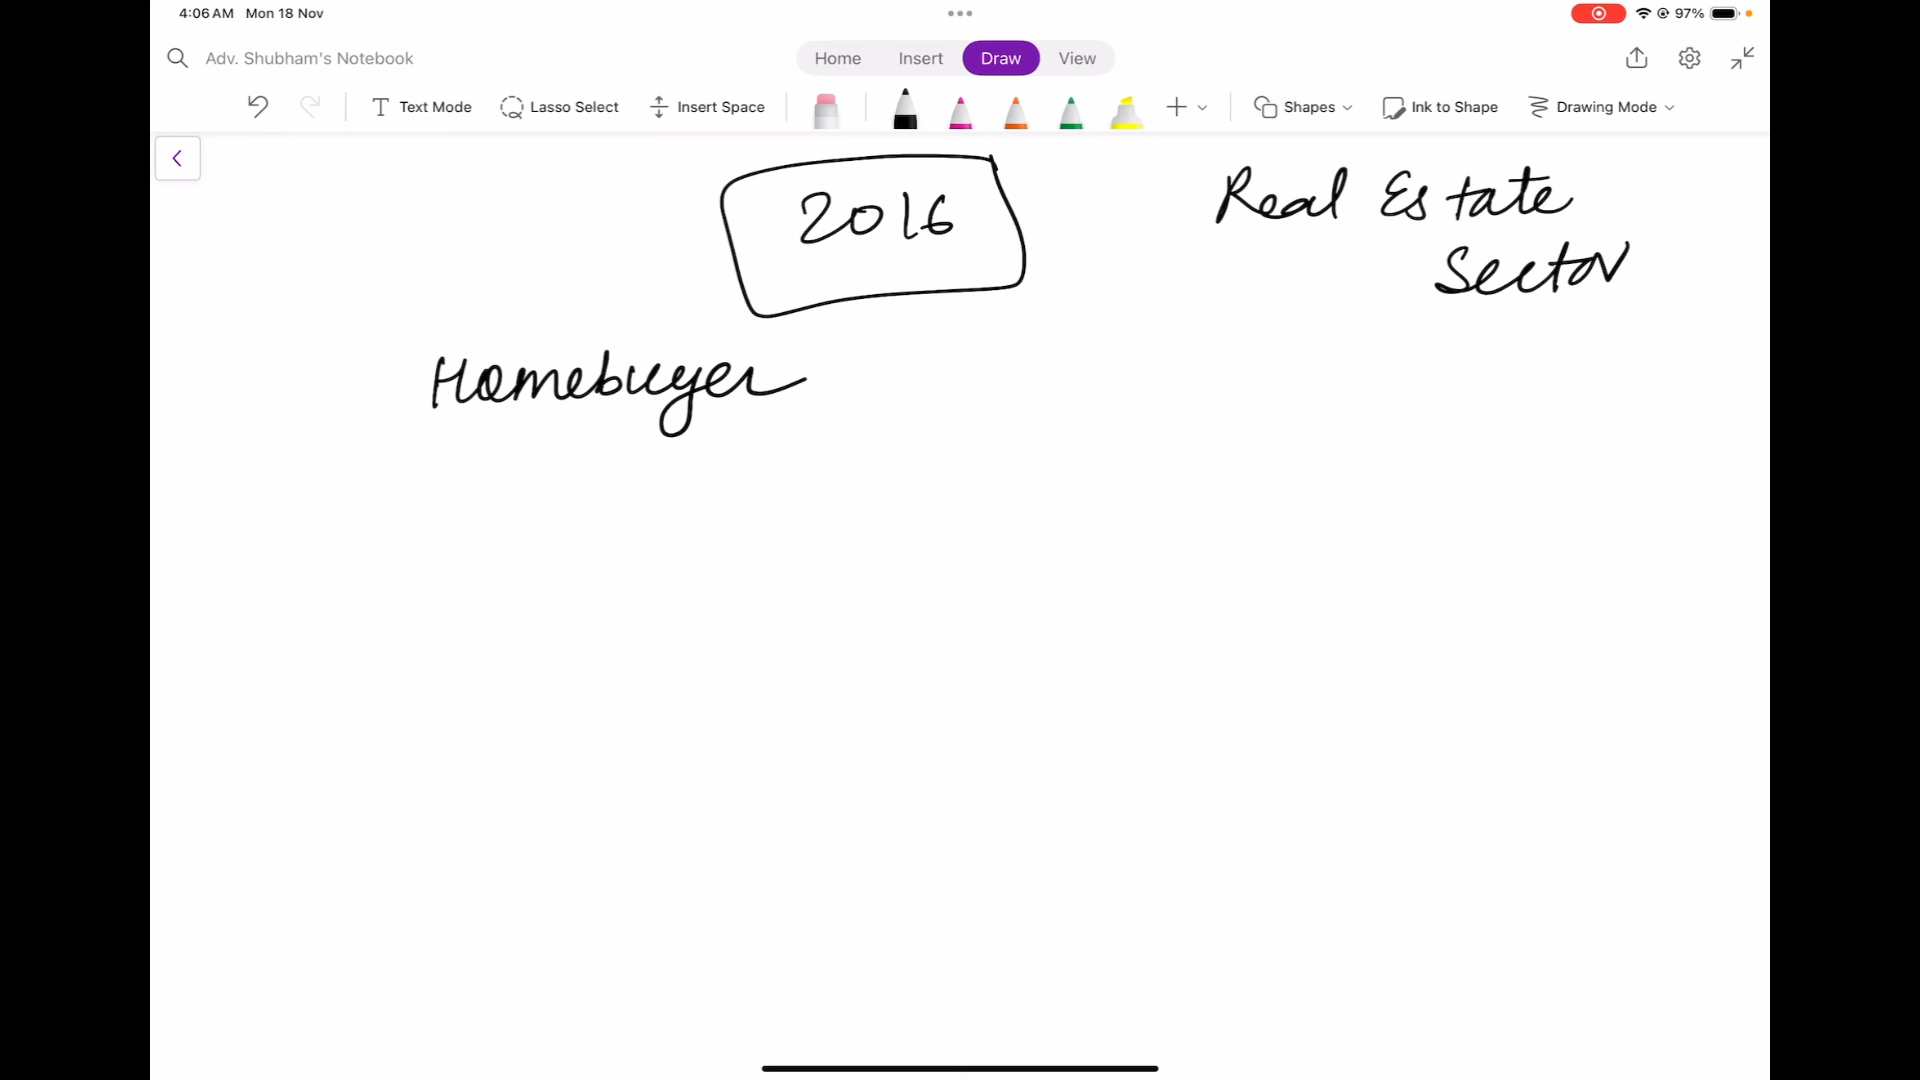 4:06 AM Mon 18 Nov
97%
Adv. Shubham's Notebook
Home Insert Draw View
Text Mode Lasso Select Insert Space Shapes Ink to Shape Drawing Mode
2016
Real Estate
Sector
Homebuyer